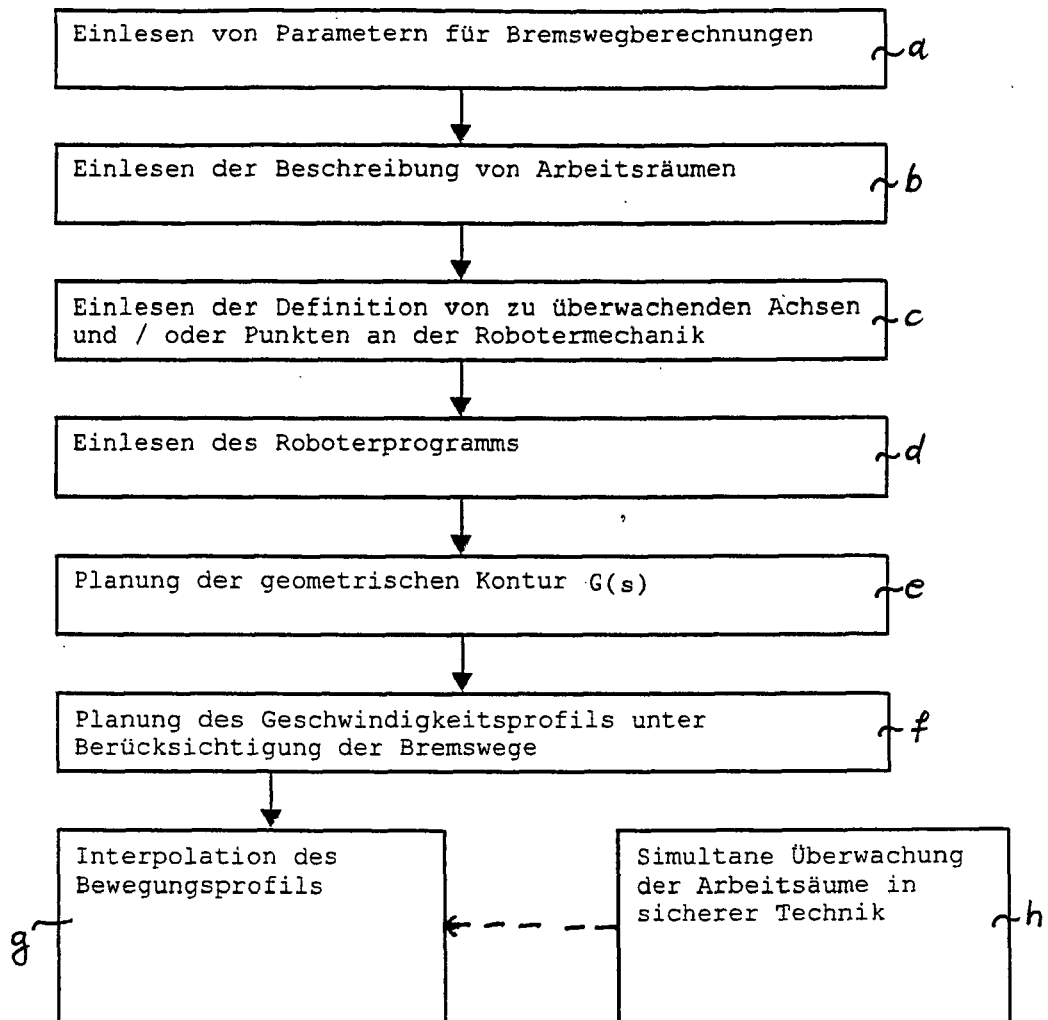 Einlesen von Parametern für Bremswegberechnungen
a
Einlesen der Beschreibung von Arbeitsräumen
b
Einlesen der Definition von zu überwachenden Achsen
und / oder Punkten an der Robotermechanik
c
Einlesen des Roboterprogramms
d
Planung der geometrischen Kontur G(s)
e
Planung des Geschwindigkeitsprofils unter
Berücksichtigung der Bremswege
f
Interpolation des
Bewegungsprofils
g
Simultane Überwachung
der Arbeitsäume in
sicherer Technik
h